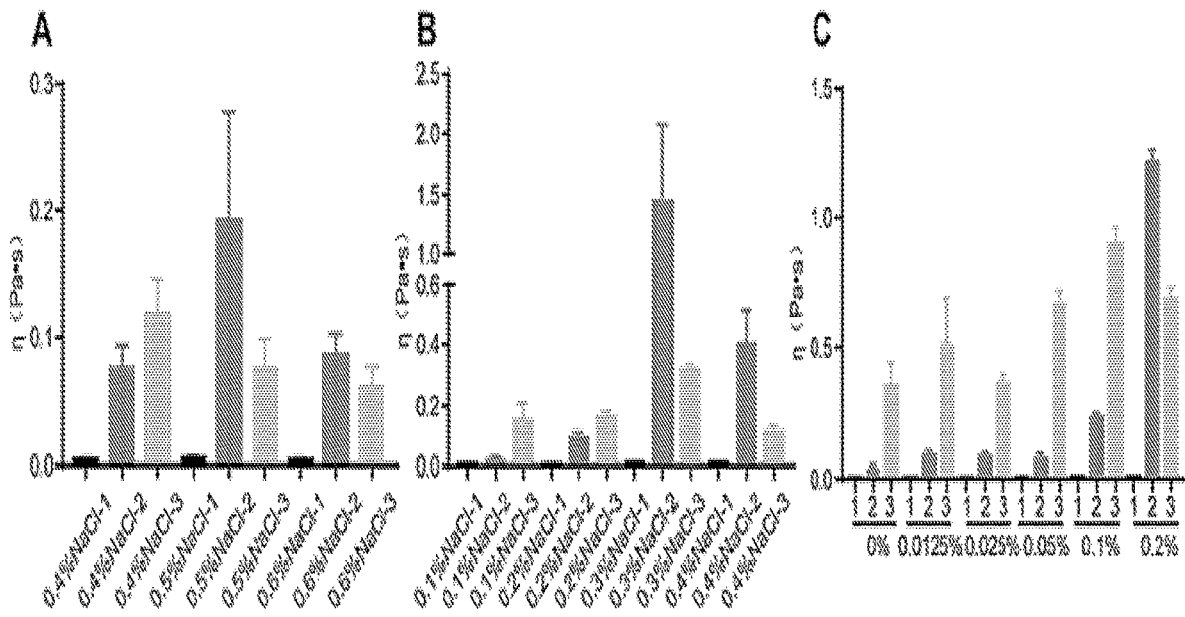 A
η (Pa•s)
0.3
0.2
0.1
0.0
0.4%NaCl-1
0.4%NaCl-2
0.4%NaCl-3
0.5%NaCl-1
0.5%NaCl-2
0.5%NaCl-3
0.6%NaCl-1
0.6%NaCl-2
0.6%NaCl-3
B
η (Pa•s)
2.5
2.0
1.5
1.0
0.6
0.4
0.2
0.0
0.1%NaCl-1
0.1%NaCl-2
0.1%NaCl-3
0.2%NaCl-1
0.2%NaCl-2
0.2%NaCl-3
0.3%NaCl-1
0.3%NaCl-2
0.3%NaCl-3
0.4%NaCl-1
0.4%NaCl-2
0.4%NaCl-3
C
η (Pa•s)
1.5
1.0
0.5
0.0
1 2 3 1 2 3 1 2 3 1 2 3 1 2 3 1 2 3
0% 0.0125% 0.025% 0.05% 0.1% 0.2%